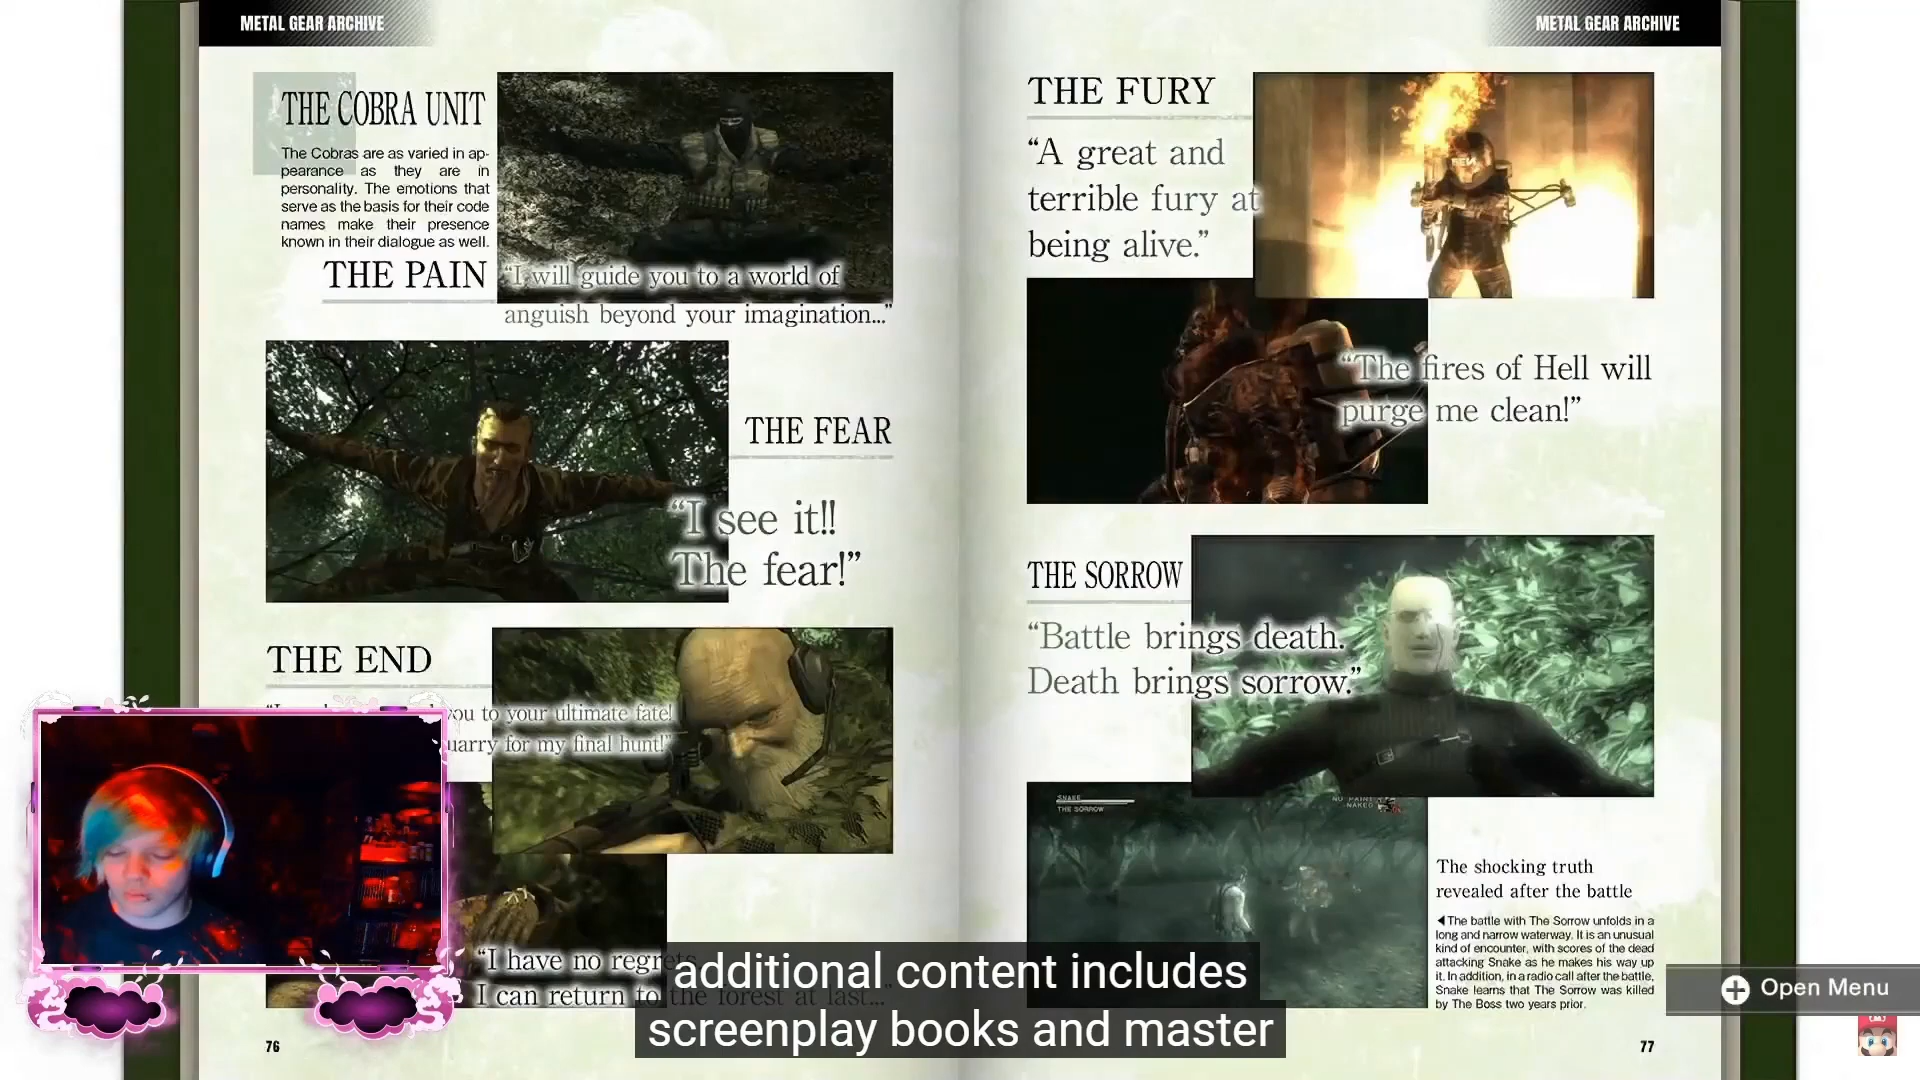 METAL GEAR ARCHIVE
THE COBRA UNIT
The Cobras are as varied in ap-
pearance as they are in
personality. The emotions that
serve as the basis for their code
names make their presence
known in their dialogue as well.
THE PAIN
“I will guide you to a world of
anguish beyond your imagination...”
THE FEAR
“I see it!!
The fear!”
THE END
you to your ultimate fate!
for my final hunt!”
“I have no
I can return to the forest at last...”
76
METAL GEAR ARCHIVE
THE FURY
“A great and
terrible fury at
being alive.”
“The fires of Hell will
purge me clean!”
THE SORROW
“Battle brings death.
Death brings sorrow.”
SNAKE
THE SORROW
NO PAINT
NAKED
The shocking truth
revealed after the battle
◀The battle with The Sorrow unfolds in a
long and narrow waterway. It is an unusual
kind of encounter, with scores of the dead
attacking Snake as he makes his way up
it. In addition, in a radio call after the battle,
Snake learns that The Sorrow was killed
by The Boss two years prior.
77
additional content includes
screenplay books and master
Open Menu